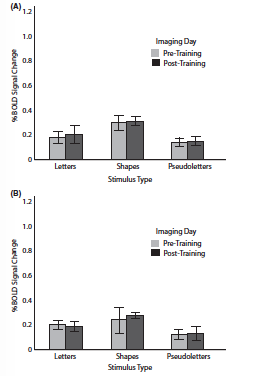 (A)
1.2
1.0
0.8
0.6
0.4
0.2
0
%BOLD Signal Change
Imaging Day
Pre-Training
Post-Training
Letters Shapes Pseudoletters
Stimulus Type
(B)
1.2
1.0
0.8
0.6
0.4
0.2
0
%BOLD Signal Change
Imaging Day
Pre-Training
Post-Training
Letters Shapes Pseudoletters
Stimulus Type